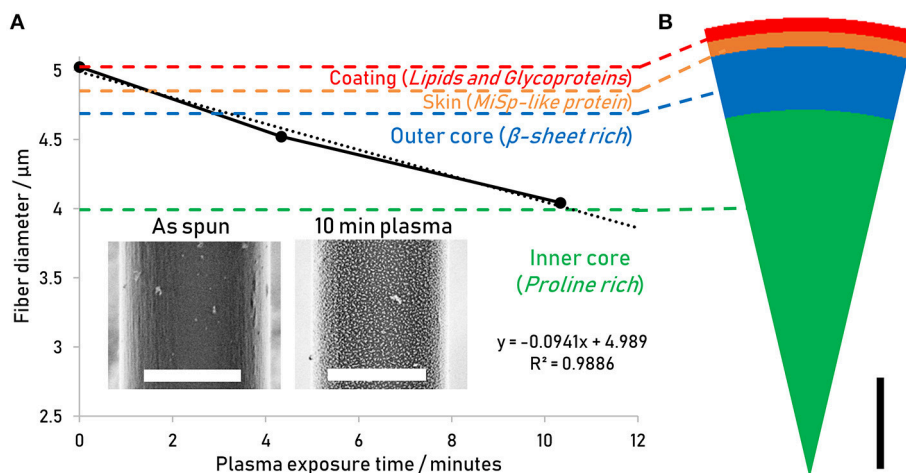 A
B
Fiber diameter / µm
5
4.5
4
3.5
3
2.5
Coating (Lipids and Glycoproteins)
Skin (MiSp-like protein)
Outer core (β-sheet rich)
As spun
10 min plasma
Inner core
(Proline rich)
y = -0.0941x + 4.989
R² = 0.9886
0
2
4
6
8
10
12
Plasma exposure time / minutes